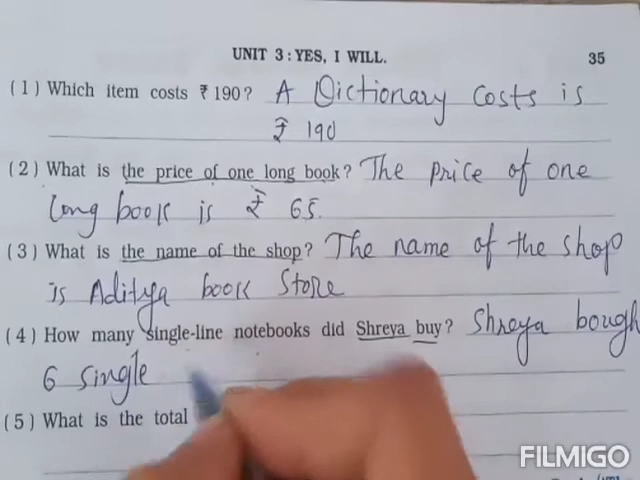 UNIT 3 : YES, I WILL. 35
(1) Which item costs ₹ 190? A Dictionary costs is
₹ 190
(2) What is the price of one long book? The price of one
long book is ₹ 65.
(3) What is the name of the shop? The name of the shop
is Aditya book Store
(4) How many single-line notebooks did Shreya buy? Shreya bough
6 single
(5) What is the total
FILMIGO